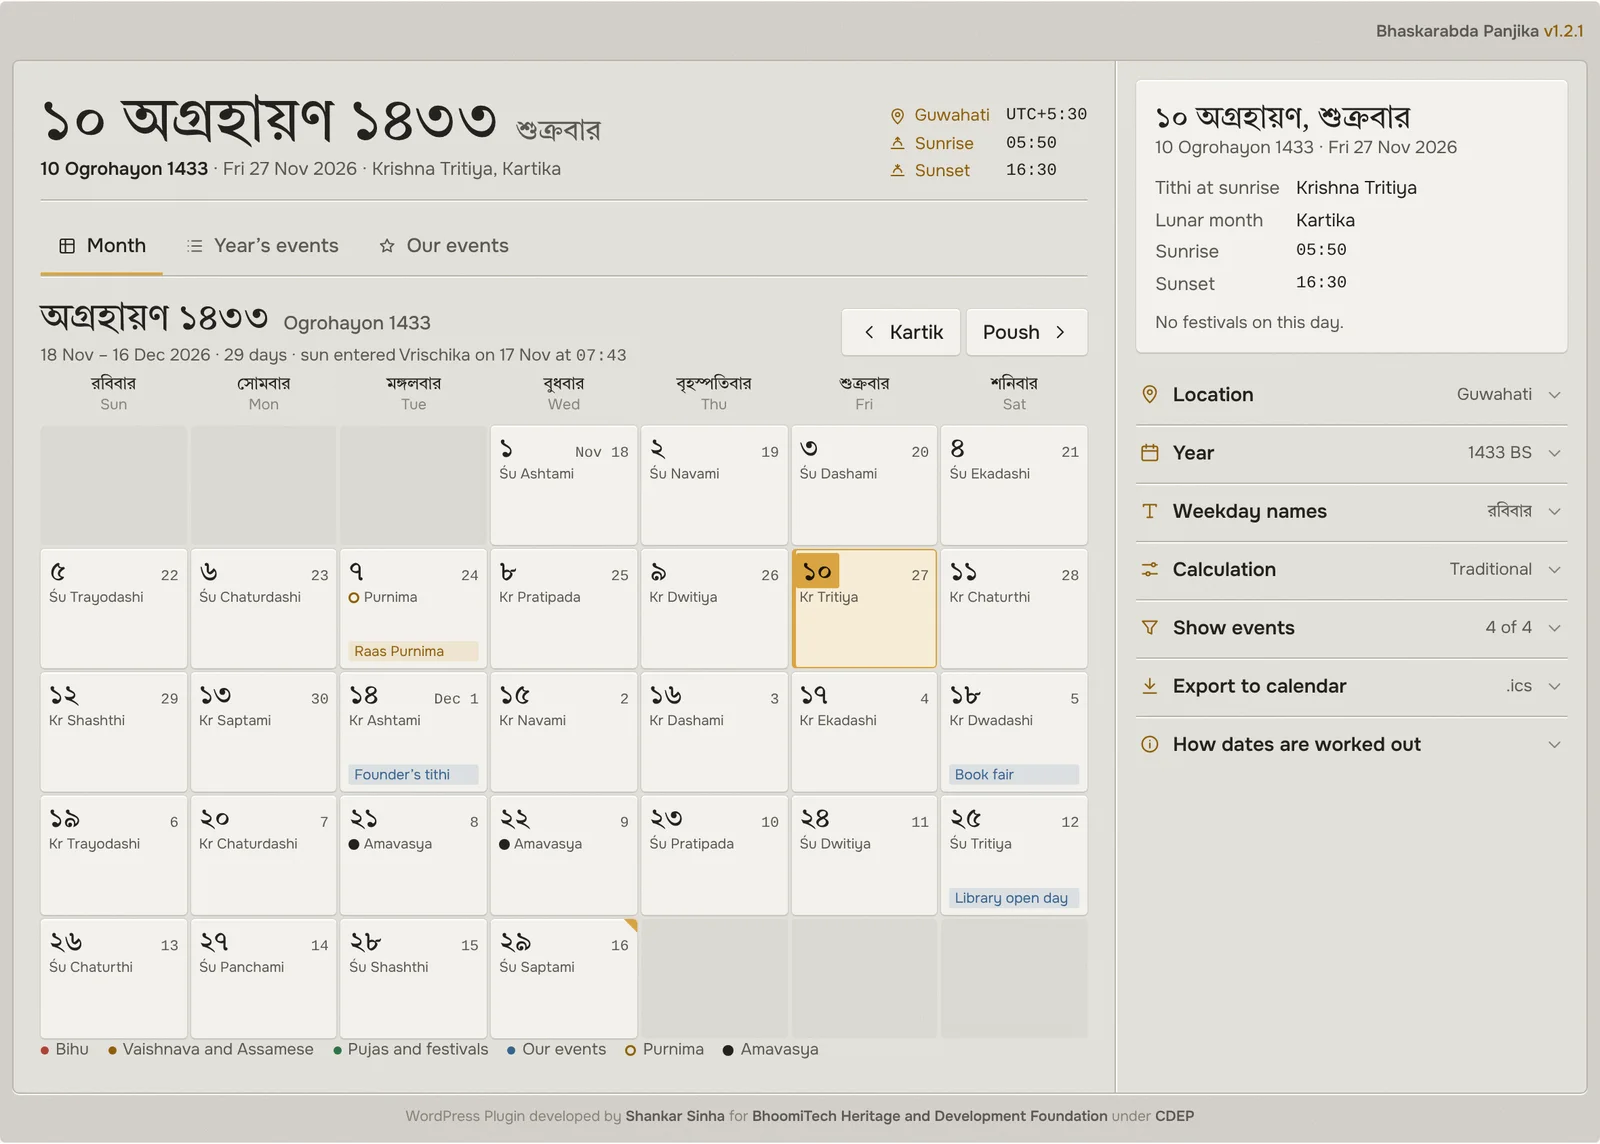 Bhaskarabda Panjika v1.2.1
১০ অগ্রহায়ণ ১৪৩৩ শুক্রবার
10 Ogrohayon 1433 · Fri 27 Nov 2026 · Krishna Tritiya, Kartika
Guwahati UTC+5:30
Sunrise 05:50
Sunset 16:30
Month Year’s events Our events
অগ্রহায়ণ ১৪৩৩ Ogrohayon 1433
18 Nov – 16 Dec 2026 · 29 days · sun entered Vrischika on 17 Nov at 07:43
Kartik Poush
রবিবার সোমবার মঙ্গলবার বুধবার বৃহস্পতিবার শুক্রবার শনিবার
Sun Mon Tue Wed Thu Fri Sat
১ Nov 18 ২ 19 ৩ 20 ৪ 21
Śu Ashtami Śu Navami Śu Dashami Śu Ekadashi
৫ 22 ৬ 23 ৭ 24 ৮ 25 ৯ 26 ১০ 27 ১১ 28
Śu Trayodashi Śu Chaturdashi Purnima Kr Pratipada Kr Dwitiya Kr Tritiya Kr Chaturthi
Raas Purnima
১২ 29 ১৩ 30 ১৪ Dec 1 ১৫ 2 ১৬ 3 ১৭ 4 ১৮ 5
Kr Shashthi Kr Saptami Kr Ashtami Kr Navami Kr Dashami Kr Ekadashi Kr Dwadashi
Founder’s tithi Book fair
১৯ 6 ২০ 7 ২১ 8 ২২ 9 ২৩ 10 ২৪ 11 ২৫ 12
Kr Trayodashi Kr Chaturdashi Amavasya Amavasya Śu Pratipada Śu Dwitiya Śu Tritiya
Library open day
২৬ 13 ২৭ 14 ২৮ 15 ২৯ 16
Śu Chaturthi Śu Panchami Śu Shashthi Śu Saptami
Bihu Vaishnava and Assamese Pujas and festivals Our events Purnima Amavasya
১০ অগ্রহায়ণ, শুক্রবার
10 Ogrohayon 1433 · Fri 27 Nov 2026
Tithi at sunrise Krishna Tritiya
Lunar month Kartika
Sunrise 05:50
Sunset 16:30
No festivals on this day.
Location Guwahati
Year 1433 BS
Weekday names রবিবার
Calculation Traditional
Show events 4 of 4
Export to calendar .ics
How dates are worked out
WordPress Plugin developed by Shankar Sinha for BhoomiTech Heritage and Development Foundation under CDEP